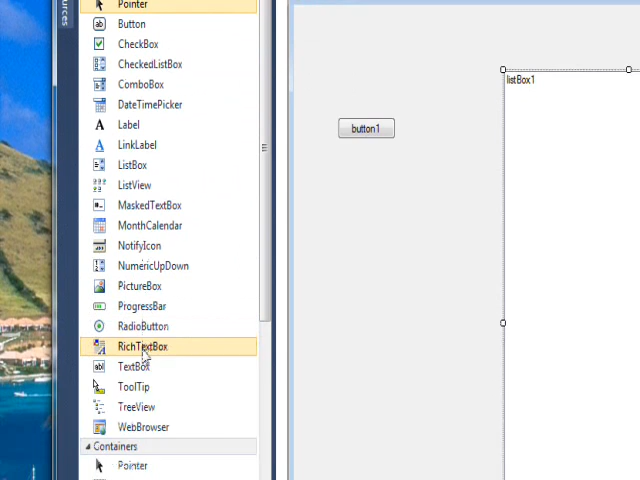 urces
Pointer
Button
CheckBox
CheckedListBox
ComboBox
DateTimePicker
Label
LinkLabel
ListBox
ListView
MaskedTextBox
MonthCalendar
NotifyIcon
NumericUpDown
PictureBox
ProgressBar
RadioButton
RichTextBox
TextBox
ToolTip
TreeView
WebBrowser
Containers
Pointer
button1
listBox1